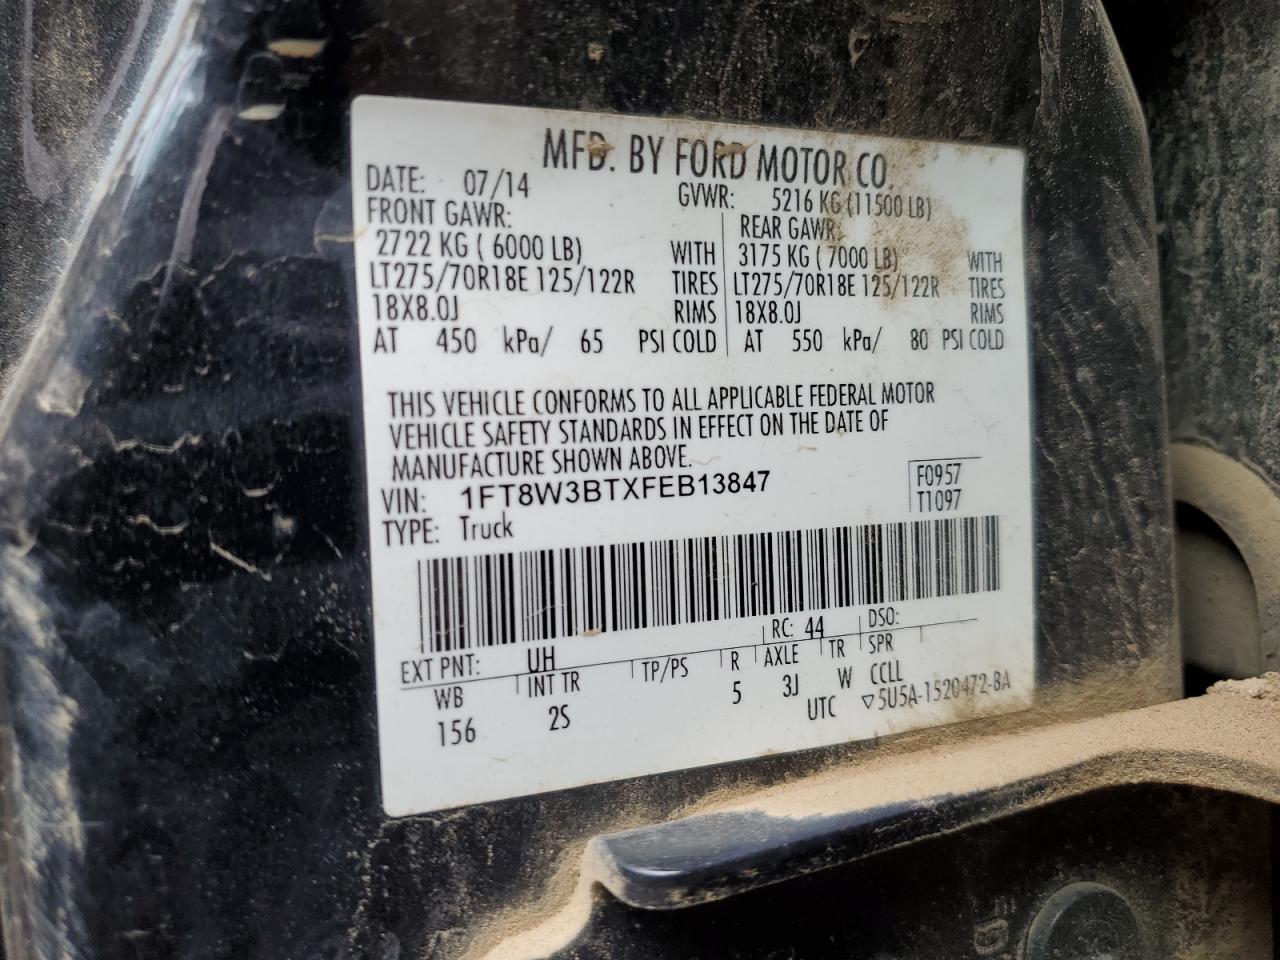 MFD. BY FORD MOTOR CO.
DATE: 07/14 GVWR: 5216 KG (11500 LB)
FRONT GAWR: REAR GAWR:
2722 KG ( 6000 LB) WITH 3175 KG ( 7000 LB) WITH
LT275/70R18E 125/122R TIRES LT275/70R18E 125/122R TIRES
18X8.0J RIMS 18X8.0J RIMS
AT 450 kPa/ 65 PSI COLD AT 550 kPa/ 80 PSI COLD
THIS VEHICLE CONFORMS TO ALL APPLICABLE FEDERAL MOTOR
VEHICLE SAFETY STANDARDS IN EFFECT ON THE DATE OF
MANUFACTURE SHOWN ABOVE.
VIN: 1FT8W3BTXFEB13847 F0957
TYPE: Truck T1097
EXT PNT: UH RC: 44 DSO:
WB INT TR TP/PS R AXLE TR SPR
156 2S 5 3J W CCLL
UTC ▽5U5A-1520472-BA